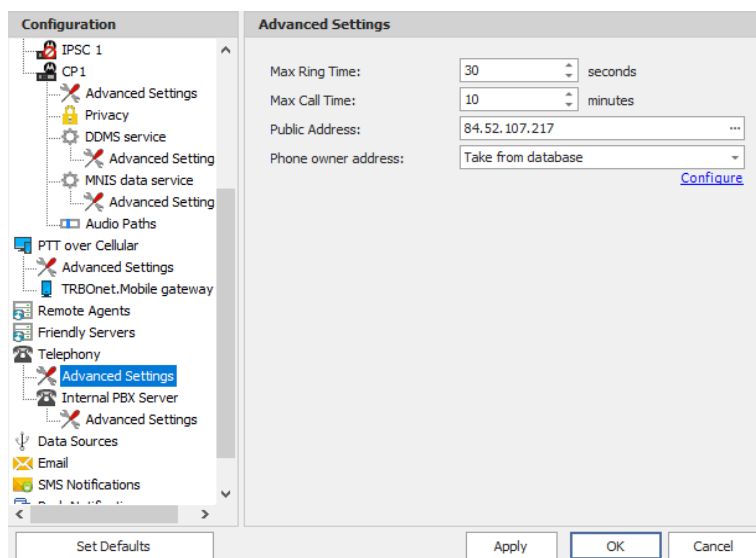 Configuration
IPSC 1
CP1
Advanced Settings
Privacy
DDMS service
Advanced Setting
MNIS data service
Advanced Setting
Audio Paths
PTT over Cellular
Advanced Settings
TRBOnet.Mobile gateway
Remote Agents
Friendly Servers
Telephony
Advanced Settings
Internal PBX Server
Advanced Settings
Data Sources
Email
SMS Notifications
Advanced Settings
Max Ring Time: 30 seconds
Max Call Time: 10 minutes
Public Address: 84.52.107.217 ...
Phone owner address: Take from database
Configure
Set Defaults
Apply
OK
Cancel